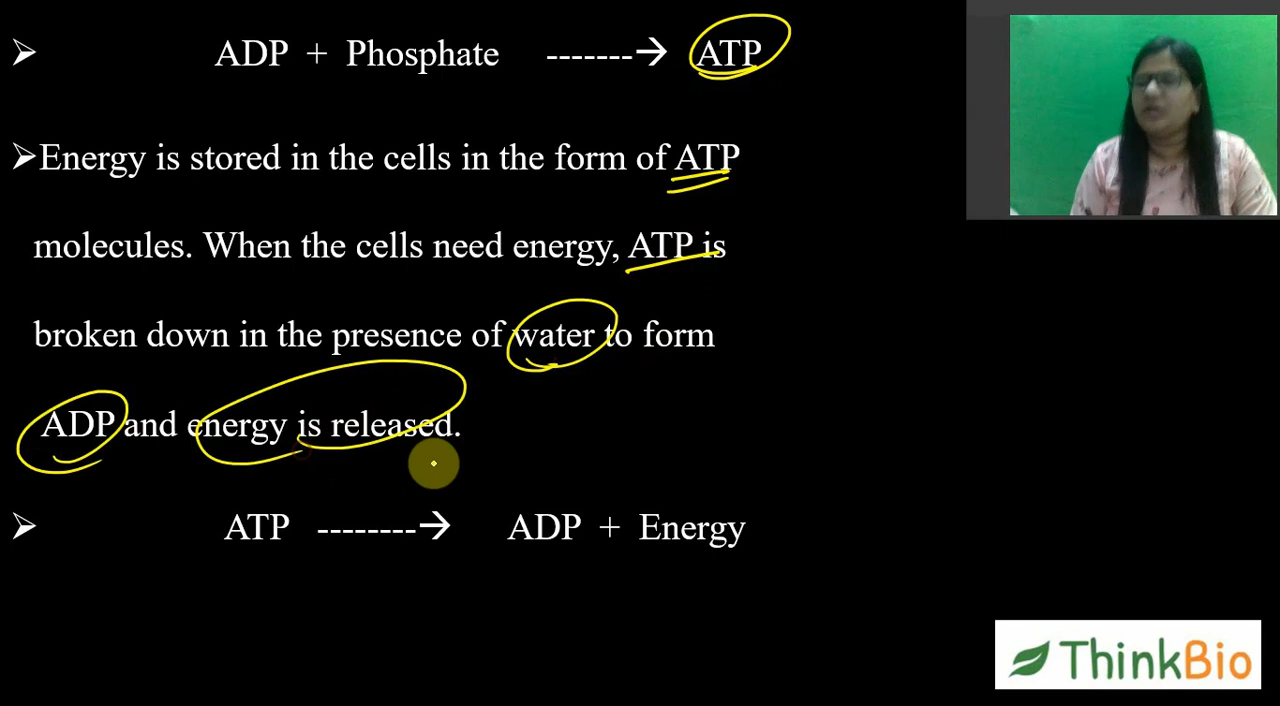 ➢ ADP + Phosphate -------→ ATP
➢Energy is stored in the cells in the form of ATP
molecules. When the cells need energy, ATP is
broken down in the presence of water to form
ADP and energy is released.
➢ ATP --------→ ADP + Energy
ThinkBio